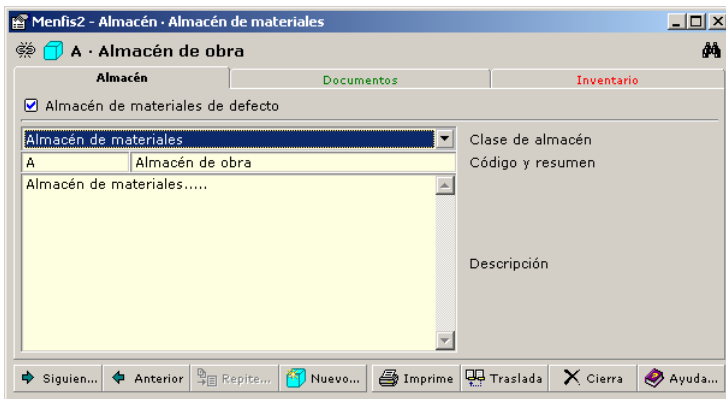 Menfis2 - Almacén · Almacén de materiales
A · Almacén de obra
Almacén Documentos Inventario
Almacén de materiales de defecto
Almacén de materiales Clase de almacén
A Almacén de obra Código y resumen
Almacén de materiales.....
Descripción
Siguien... Anterior Repite... Nuevo... Imprime Traslada Cierra Ayuda...